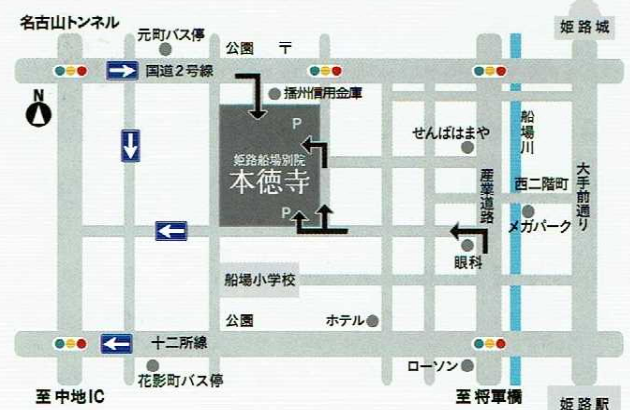 名古山トンネル
元町バス停
公園 〒
姫路城
国道2号線
N
播州信用金庫
P
せんばはまや
船場川
姫路船場別院
本徳寺
産業道路
西二階町
大手前通り
P
メガパーク
眼科
船場小学校
公園
ホテル
十二所線
花影町バス停
ローソン
至 中地IC
至 将軍橋
姫路駅